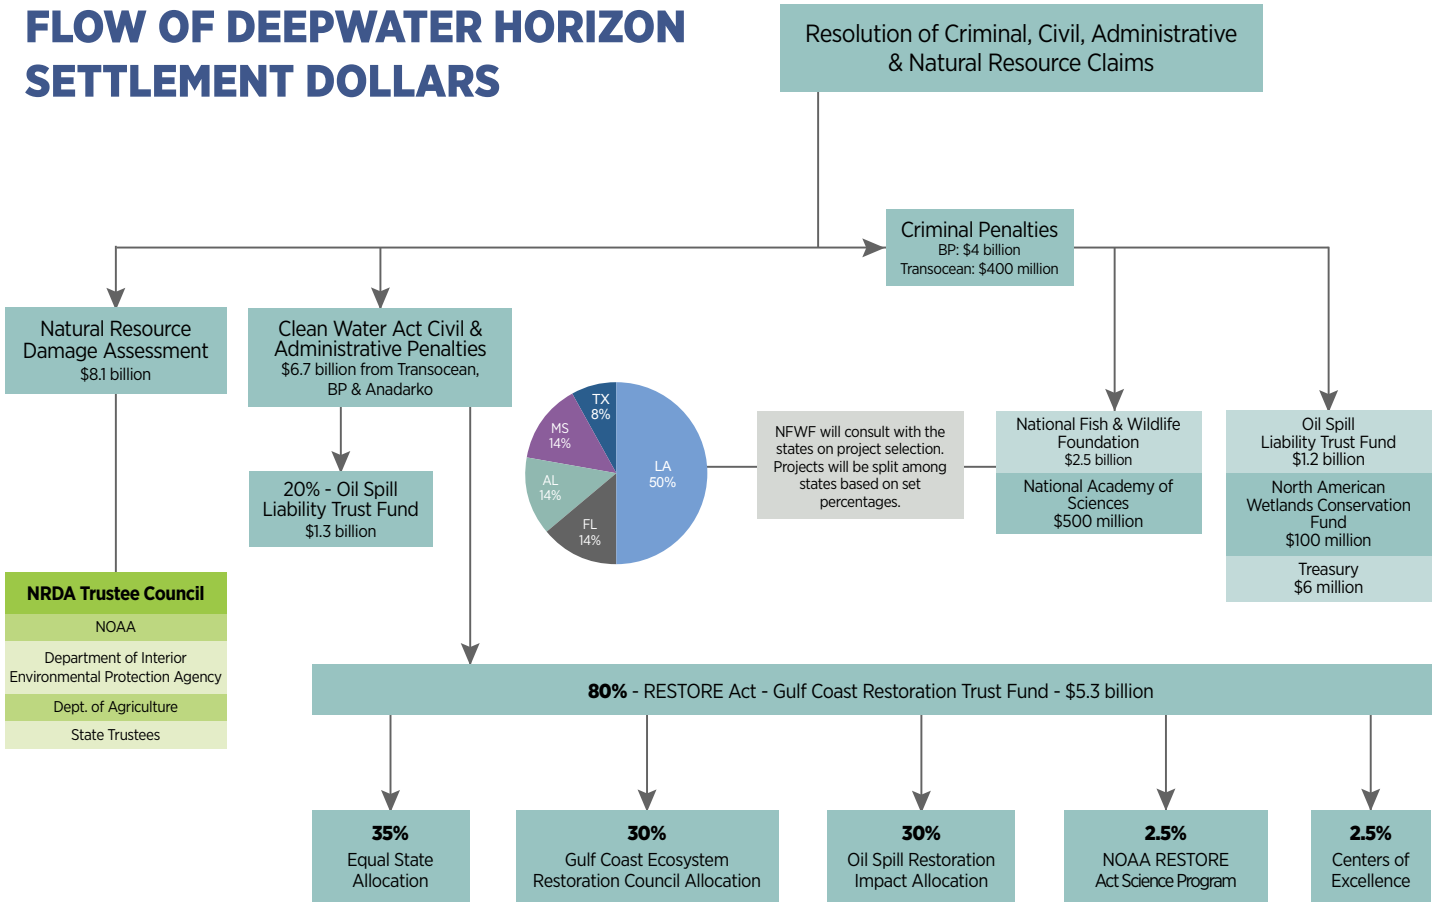 FLOW OF DEEPWATER HORIZON
SETTLEMENT DOLLARS
Resolution of Criminal, Civil, Administrative
& Natural Resource Claims
Criminal Penalties
BP: $4 billion
Transocean: $400 million
Natural Resource
Damage Assessment
$8.1 billion
Clean Water Act Civil &
Administrative Penalties
$6.7 billion from Transocean,
BP & Anadarko
20% - Oil Spill
Liability Trust Fund
$1.3 billion
TX
8%
MS
14%
AL
14%
FL
14%
LA
50%
NFWF will consult with the
states on project selection.
Projects will be split among
states based on set
percentages.
National Fish & Wildlife
Foundation
$2.5 billion
National Academy of
Sciences
$500 million
Oil Spill
Liability Trust Fund
$1.2 billion
North American
Wetlands Conservation
Fund
$100 million
Treasury
$6 million
NRDA Trustee Council
NOAA
Department of Interior
Environmental Protection Agency
Dept. of Agriculture
State Trustees
80% - RESTORE Act - Gulf Coast Restoration Trust Fund - $5.3 billion
35%
Equal State
Allocation
30%
Gulf Coast Ecosystem
Restoration Council Allocation
30%
Oil Spill Restoration
Impact Allocation
2.5%
NOAA RESTORE
Act Science Program
2.5%
Centers of
Excellence